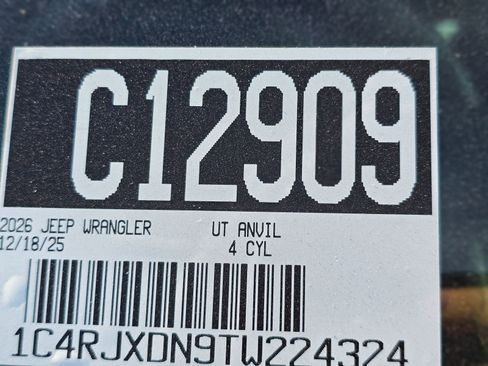 C12909
2026 JEEP WRANGLER UT ANVIL
12/18/25 4 CYL
1C4RJXDN9TW224324